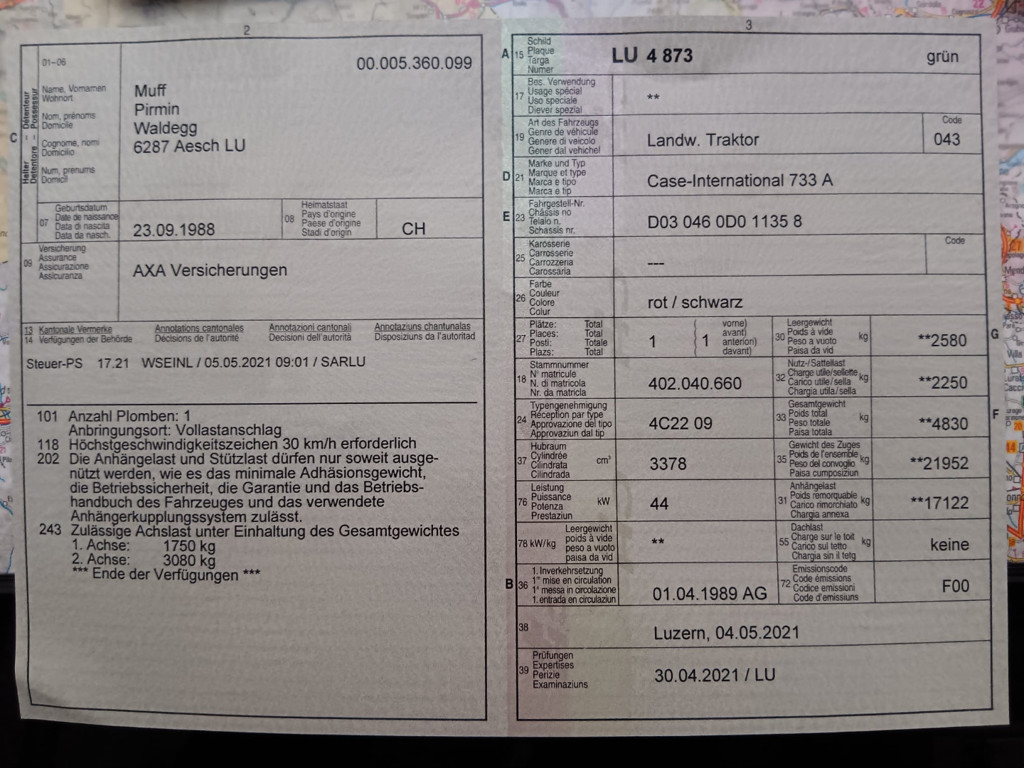 2
01-06
00.005.360.099
C
Halter Detentore
Détenteur Possessur
Name, Vornamen
Wohnort
Nom, prénoms
Domicile
Cognome, nomi
Domicilio
Num, prenums
Domicil
Muff
Pirmin
Waldegg
6287 Aesch LU
07
Geburtsdatum
Date de naissance
Data di nascita
Data da nasch.
23.09.1988
08
Heimatstaat
Pays d'origine
Paese d'origine
Stadi d'origin
CH
09
Versicherung
Assurance
Assicurazione
Assicuranza
AXA Versicherungen
13 Kantonale Vermerke Annotations cantonales Annotazioni cantonali Annotaziuns chantunalas
14 Verfügungen der Behörde Décisions de l'autorité Decisioni dell'autorità Disposiziuns da l'autoritad
Steuer-PS 17.21 WSEINL / 05.05.2021 09:01 / SARLU
101 Anzahl Plomben: 1
Anbringungsort: Vollastanschlag
118 Höchstgeschwindigkeitszeichen 30 km/h erforderlich
202 Die Anhängelast und Stützlast dürfen nur soweit ausge-
nützt werden, wie es das minimale Adhäsionsgewicht,
die Betriebssicherheit, die Garantie und das Betriebs-
handbuch des Fahrzeuges und das verwendete
Anhängerkupplungssystem zulässt.
243 Zulässige Achslast unter Einhaltung des Gesamtgewichtes
1. Achse: 1750 kg
2. Achse: 3080 kg
*** Ende der Verfügungen ***
3
A 15
Schild
Plaque
Targa
Numer
LU 4 873
grün
17
Bes. Verwendung
Usage spécial
Uso speciale
Diever spezial
**
19
Art des Fahrzeugs
Genre de véhicule
Genere di veicolo
Gener dal vehichel
Landw. Traktor
Code
043
D 21
Marke und Typ
Marque et type
Marca e tipo
Marca e tip
Case-International 733 A
E 23
Fahrgestell-Nr.
Châssis no
Telaio n.
Schassis nr.
D03 046 0D0 1135 8
25
Karosserie
Carrosserie
Carrozzeria
Carossaria
---
Code
26
Farbe
Couleur
Colore
Colur
rot / schwarz
27
Plätze: Total
Places: Total
Posti: Totale
Plazs: Total
1
1
vorne)
avant)
anteriori)
davant)
30
Leergewicht
Poids à vide
Peso a vuoto
Paisa da vid
kg
**2580
G
18
Stammnummer
N° matricule
N. di matricola
Nr. da matricla
402.040.660
32
Nutz-/Sattellast
Charge utile/sellette
Carico utile/sella
Chargia utila/sella
kg
**2250
24
Typengenehmigung
Réception par type
Approvazione del tipo
Approvaziun dal tip
4C22 09
33
Gesamtgewicht
Poids total
Peso totale
Paisa totala
kg
**4830
F
37
Hubraum
Cylindrée
Cilindrata
Cilindrada
cm³
3378
35
Gewicht des Zuges
Poids de l'ensemble
Peso del convoglio
Paisa cumposiziun
kg
**21952
76
Leistung
Puissance
Potenza
Prestaziun
kW
44
31
Anhängelast
Poids remorquable
Carico rimorchiato
Chargia annexa
kg
**17122
78 kW/kg
Leergewicht
poids à vide
peso a vuoto
paisa da vid
**
55
Dachlast
Charge sur le toit
Carico sul tetto
Chargia sin il tetg
kg
keine
B 36
1. Inverkehrsetzung
1re mise en circulation
1a messa in circolazione
1. entrada en circulaziun
01.04.1989 AG
72
Emissionscode
Code émissions
Codice emissioni
Code d'emissiuns
F00
38
Luzern, 04.05.2021
39
Prüfungen
Expertises
Perizie
Examinaziuns
30.04.2021 / LU